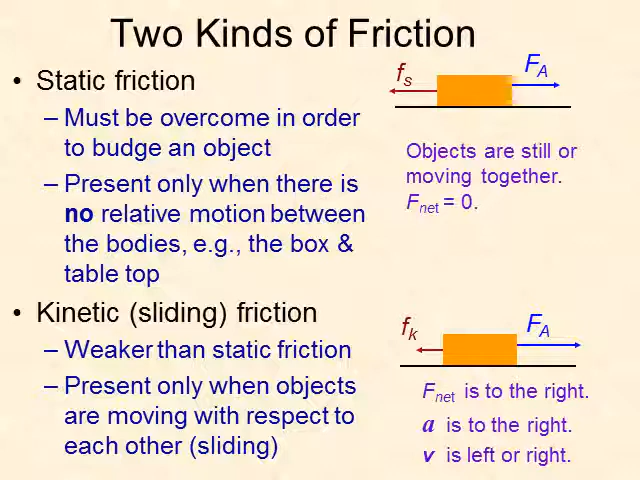 Two Kinds of Friction
• Static friction
– Must be overcome in order
to budge an object
– Present only when there is
no relative motion between
the bodies, e.g., the box &
table top
• Kinetic (sliding) friction
– Weaker than static friction
– Present only when objects
are moving with respect to
each other (sliding)
fs
FA
Objects are still or
moving together.
Fnet = 0.
fk
FA
Fnet is to the right.
a is to the right.
v is left or right.